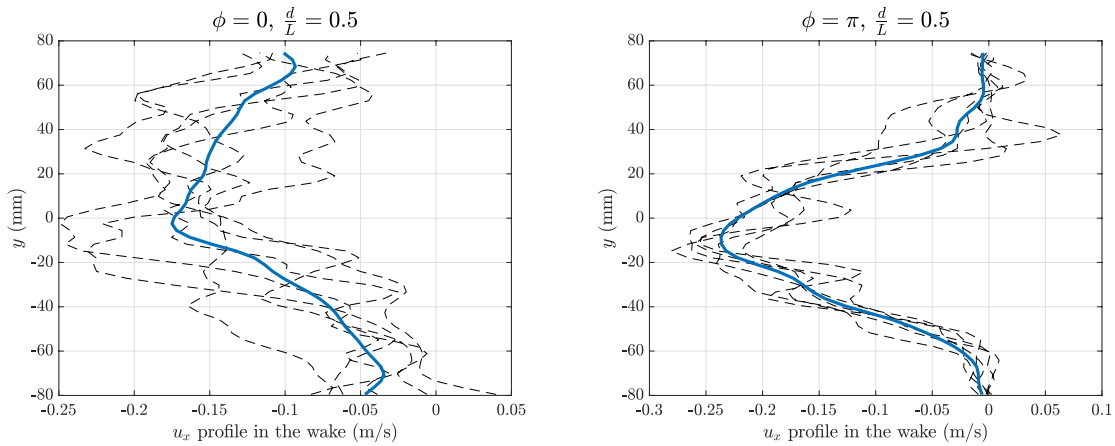 ϕ = 0, d/L = 0.5
80
60
40
20
0
-20
-40
-60
-80
y (mm)
-0.25 -0.2 -0.15 -0.1 -0.05 0 0.05
u_x profile in the wake (m/s)
ϕ = π, d/L = 0.5
80
60
40
20
0
-20
-40
-60
-80
y (mm)
-0.3 -0.25 -0.2 -0.15 -0.1 -0.05 0 0.05 0.1
u_x profile in the wake (m/s)